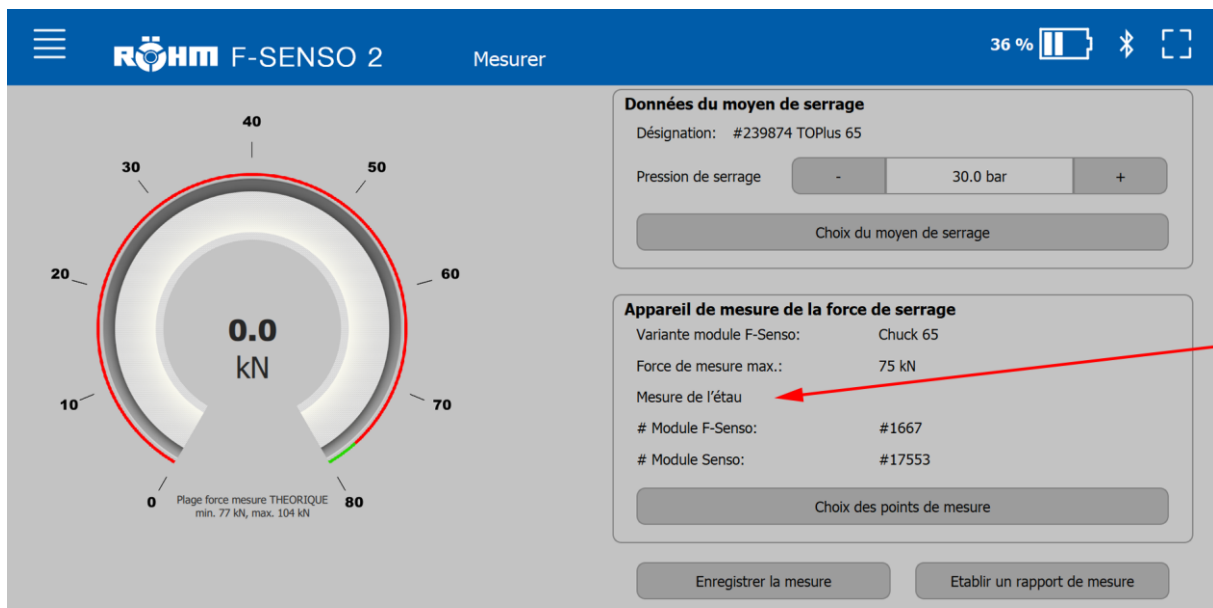 RÖHM F-SENSO 2
Mesurer
36 %
40
30
50
20
60
10
70
0
80
0.0
kN
Plage force mesure THEORIQUE
min. 77 kN, max. 104 kN
Données du moyen de serrage
Désignation: #239874 TOPlus 65
Pression de serrage - 30.0 bar +
Choix du moyen de serrage
Appareil de mesure de la force de serrage
Variante module F-Senso: Chuck 65
Force de mesure max.: 75 kN
Mesure de l'étau
# Module F-Senso: #1667
# Module Senso: #17553
Choix des points de mesure
Enregistrer la mesure
Etablir un rapport de mesure